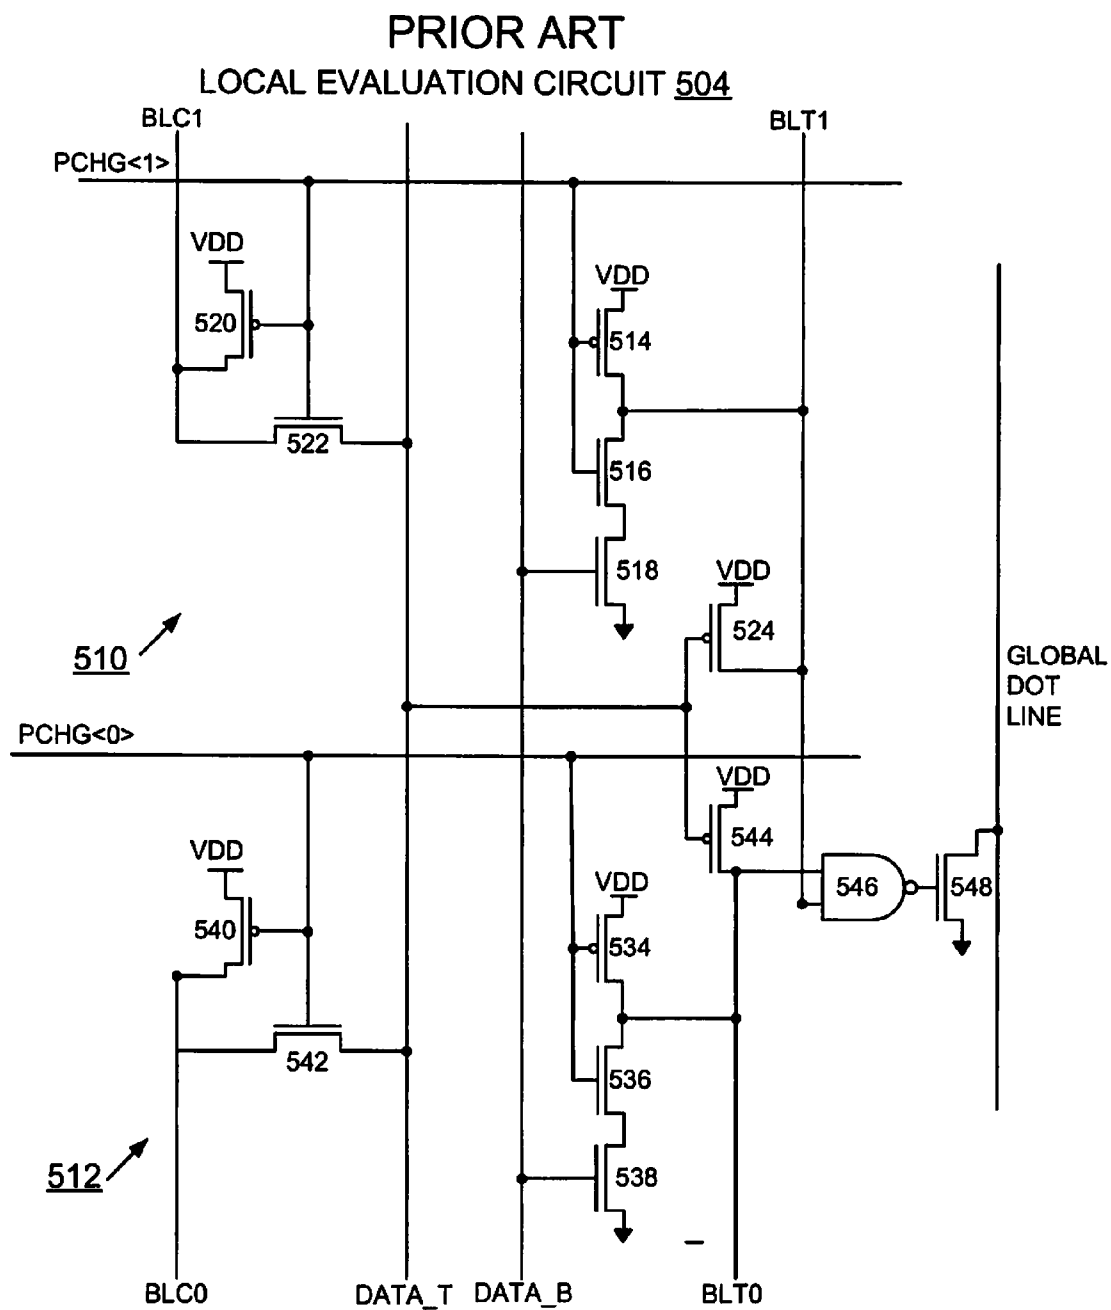 PRIOR ART
LOCAL EVALUATION CIRCUIT 504
BLC1
BLT1
PCHG<1>
VDD
520
522
VDD
514
516
518
VDD
524
510
GLOBAL
DOT
LINE
PCHG<0>
VDD
544
546
548
VDD
540
542
VDD
534
536
538
512
BLC0
DATA_T
DATA_B
BLT0